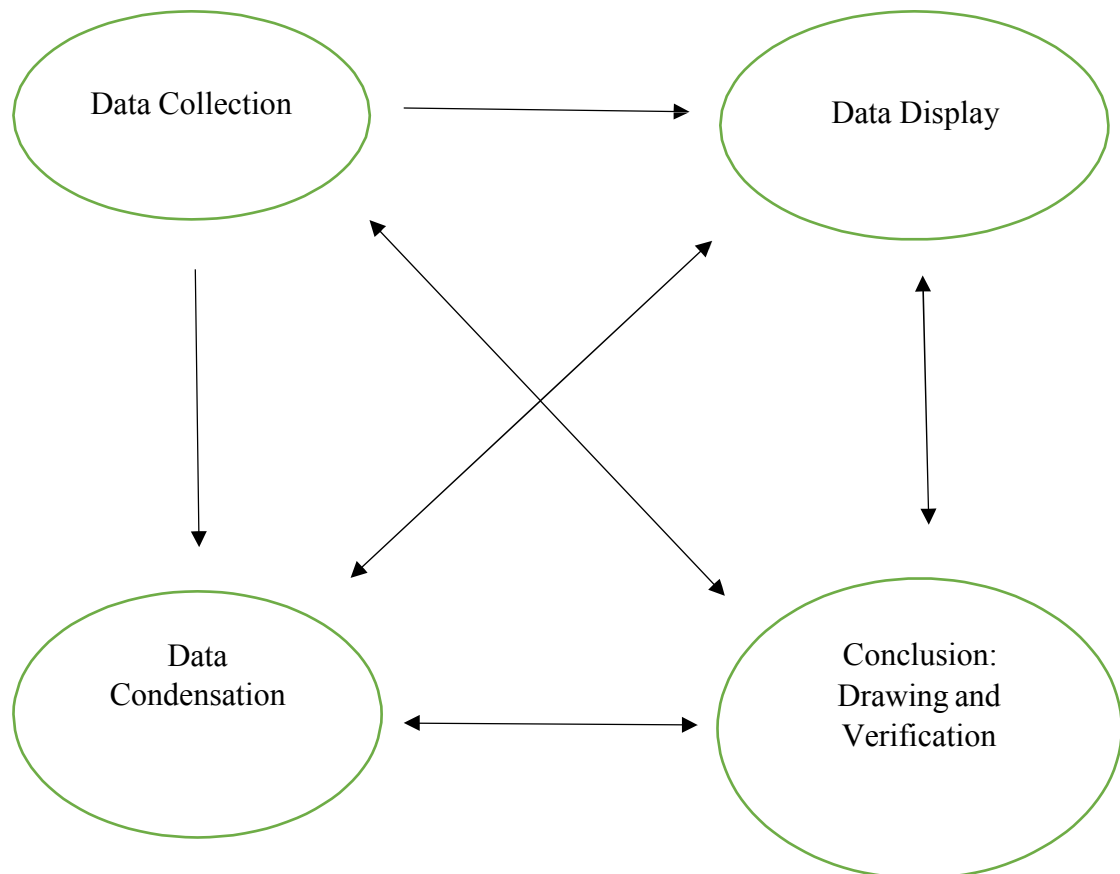 Data Collection
Data Display
Data
Condensation
Conclusion:
Drawing and
Verification